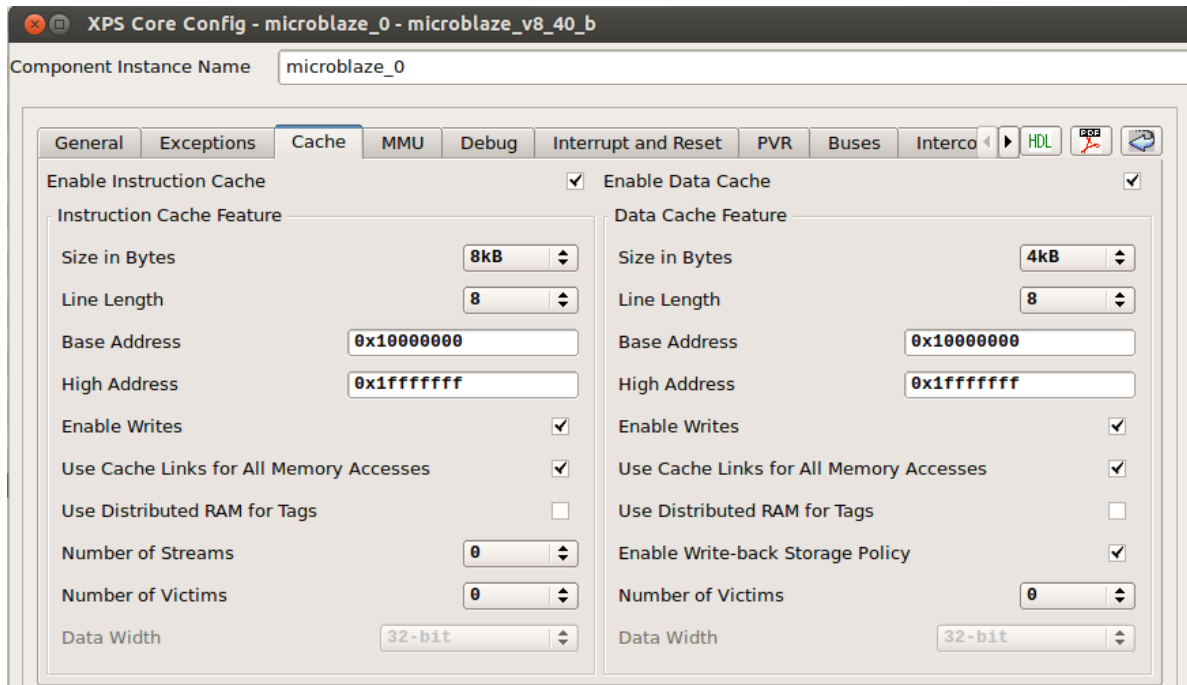 XPS Core Config - microblaze_0 - microblaze_v8_40_b
Component Instance Name microblaze_0
General Exceptions Cache MMU Debug Interrupt and Reset PVR Buses Interco HDL PDF
Enable Instruction Cache Enable Data Cache
Instruction Cache Feature Data Cache Feature
Size in Bytes 8kB Size in Bytes 4kB
Line Length 8 Line Length 8
Base Address 0x10000000 Base Address 0x10000000
High Address 0x1fffffff High Address 0x1fffffff
Enable Writes Enable Writes
Use Cache Links for All Memory Accesses Use Cache Links for All Memory Accesses
Use Distributed RAM for Tags Use Distributed RAM for Tags
Number of Streams 0 Enable Write-back Storage Policy
Number of Victims 0 Number of Victims 0
Data Width 32-bit Data Width 32-bit